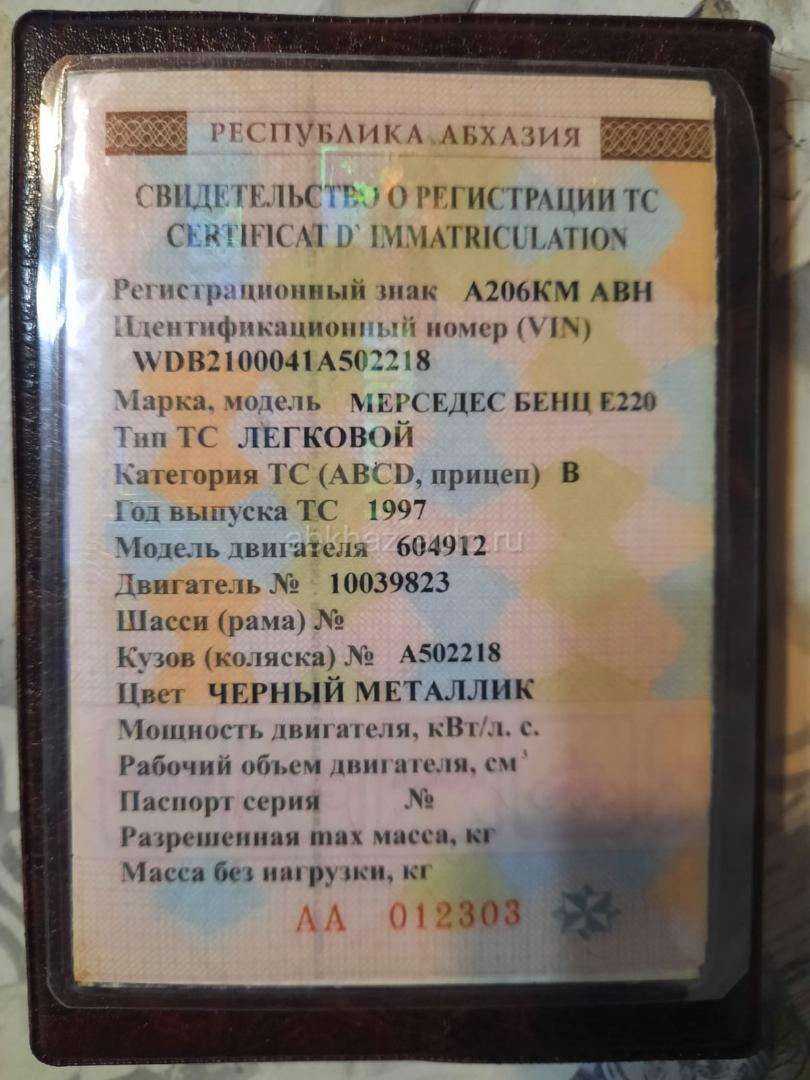 РЕСПУБЛИКА АБХАЗИЯ
СВИДЕТЕЛЬСТВО О РЕГИСТРАЦИИ ТС
CERTIFICAT D' IMMATRICULATION
Регистрационный знак А206КМ АВН
Идентификационный номер (VIN)
WDB2100041A502218
Марка, модель МЕРСЕДЕС БЕНЦ Е220
Тип ТС ЛЕГКОВОЙ
Категория ТС (ABCD, прицеп) В
Год выпуска ТС 1997
abkhaz-auto.ru
Модель двигателя 604912
Двигатель № 10039823
Шасси (рама) №
Кузов (коляска) № А502218
Цвет ЧЕРНЫЙ МЕТАЛЛИК
Мощность двигателя, кВт/л. с.
Рабочий объем двигателя, см³
Паспорт серия №
Разрешенная max масса, кг
Масса без нагрузки, кг
АА 012303